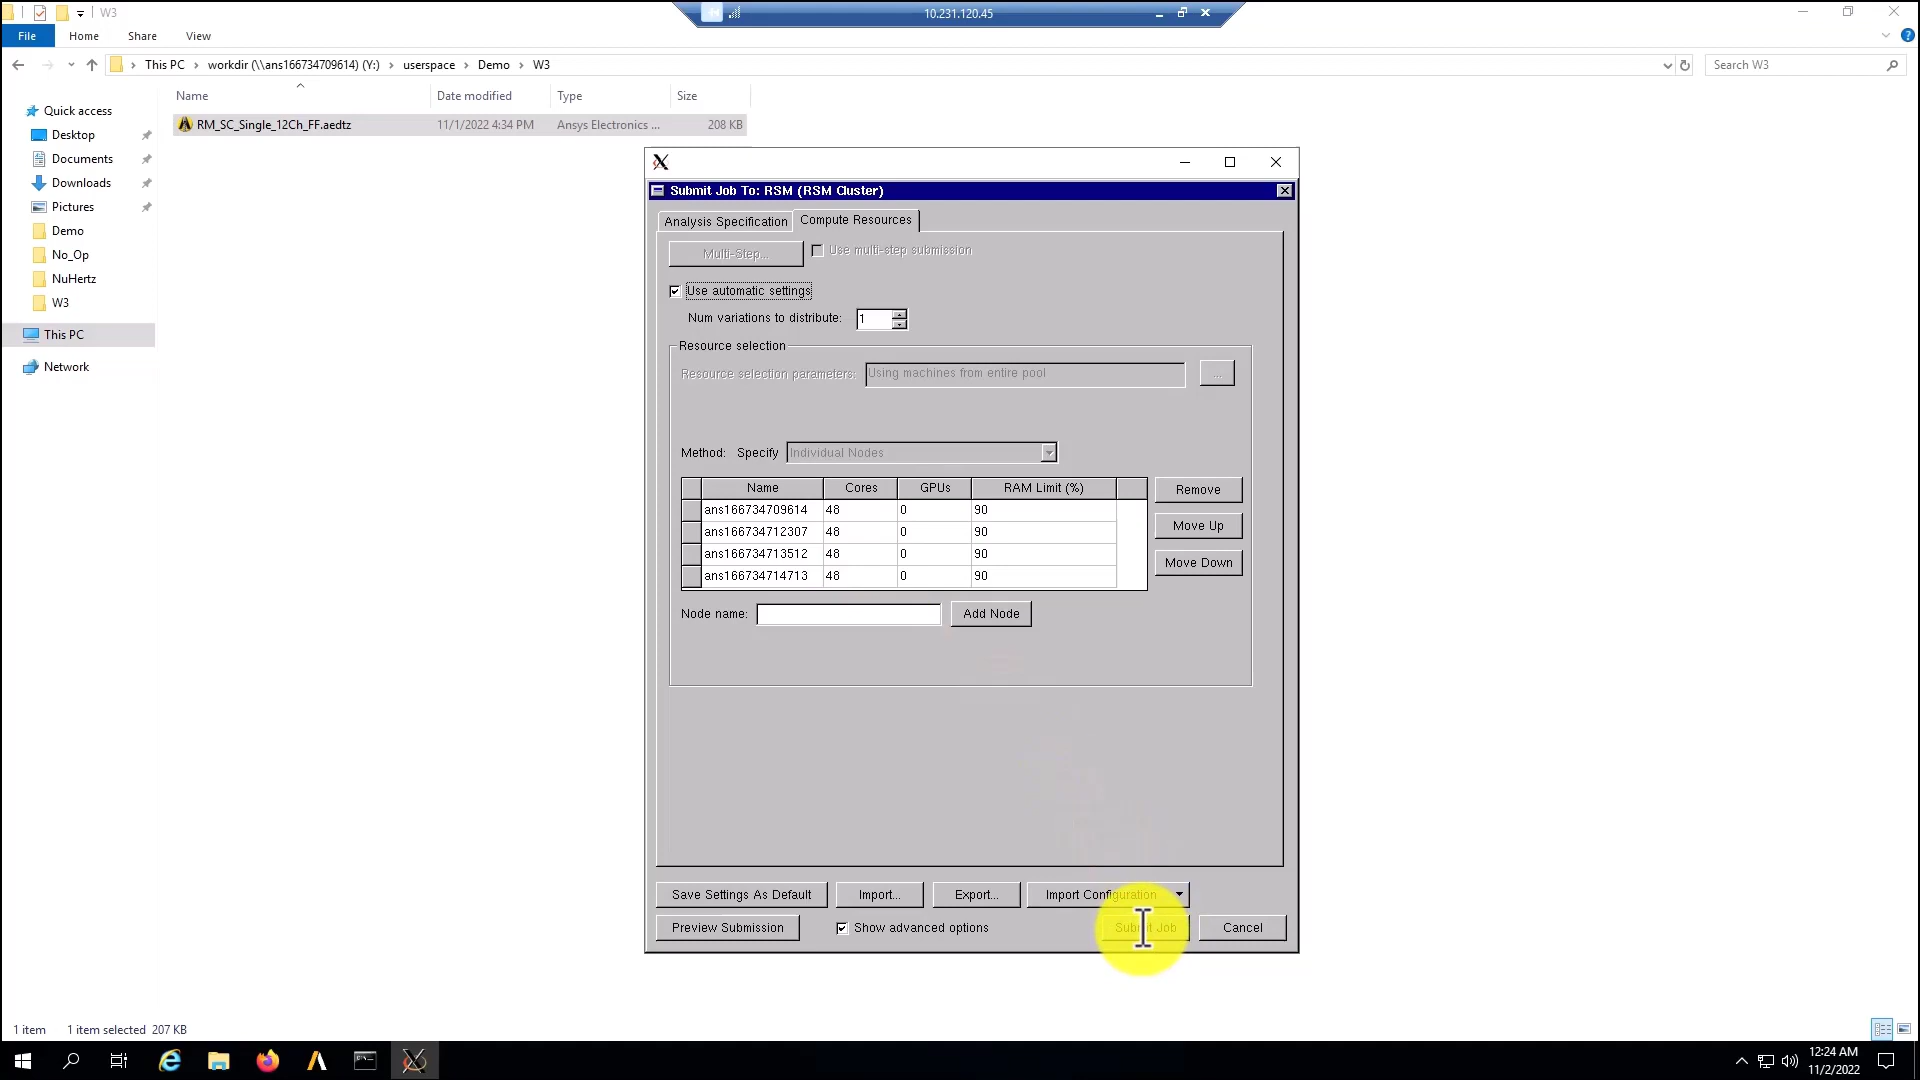 W3
10.231.120.45
File Home Share View
This PC workdir (\\ans166734709614) (Y:) userspace Demo W3
Search W3
Name Date modified Type Size
RM_SC_Single_12Ch_FF.aedtz 11/1/2022 4:34 PM Ansys Electronics ... 208 KB
Quick access
Desktop
Documents
Downloads
Pictures
Demo
No_Op
NuHertz
W3
This PC
Network
Submit Job To: RSM (RSM Cluster)
Analysis Specification Compute Resources
Multi-Step... Use multi-step submission
Use automatic settings
Num variations to distribute: 1
Resource selection
Resource selection parameters: Using machines from entire pool ...
Method: Specify Individual Nodes
Name Cores GPUs RAM Limit (%)
ans166734709614 48 0 90
ans166734712307 48 0 90
ans166734713512 48 0 90
ans166734714713 48 0 90
Remove
Move Up
Move Down
Node name: Add Node
Save Settings As Default Import... Export... Import Configuration
Preview Submission Show advanced options Submit Job Cancel
1 item 1 item selected 207 KB
12:24 AM
11/2/2022